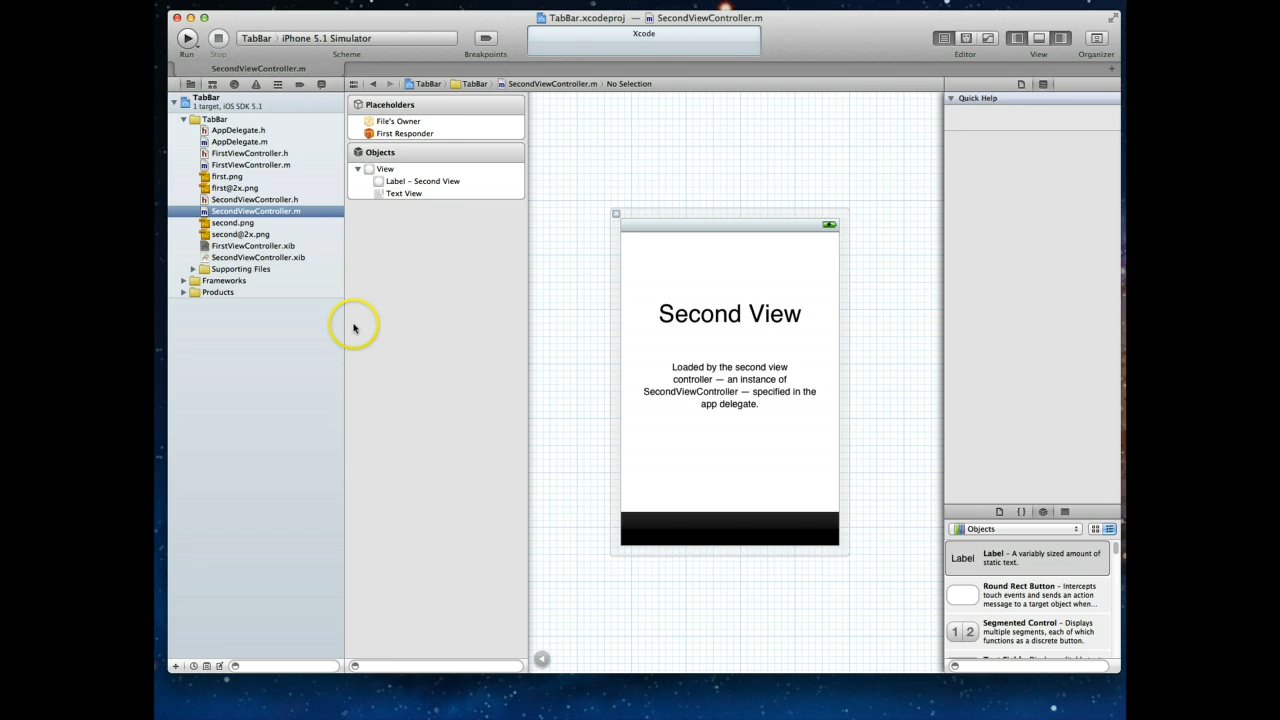 TabBar.xcodeproj — SecondViewController.m
TabBar
iPhone 5.1 Simulator
Xcode
Run
Stop
Scheme
Breakpoints
Editor
View
Organizer
SecondViewController.m
TabBar
TabBar
SecondViewController.m
No Selection
TabBar
1 target, iOS SDK 5.1
TabBar
AppDelegate.h
AppDelegate.m
FirstViewController.h
FirstViewController.m
first.png
first@2x.png
SecondViewController.h
SecondViewController.m
second.png
second@2x.png
FirstViewController.xib
SecondViewController.xib
Supporting Files
Frameworks
Products
Placeholders
File's Owner
First Responder
Objects
View
Label – Second View
Text View
Second View
Loaded by the second view
controller — an instance of
SecondViewController — specified in the
app delegate.
Quick Help
Objects
Label
Label – A variably sized amount of
static text.
Round Rect Button – Intercepts
touch events and sends an action
message to a target object when...
1 2
Segmented Control – Displays
multiple segments, each of which
functions as a discrete button.